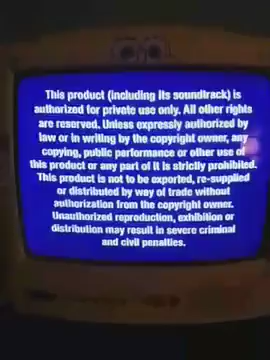 This product (including its soundtrack) is
authorized for private use only. All other rights
are reserved. Unless expressly authorized by
law or in writing by the copyright owner, any
copying, public performance or other use of
this product or any part of it is strictly prohibited.
This product is not to be exported, re-supplied
or distributed by way of trade without
authorization from the copyright owner.
Unauthorized reproduction, exhibition or
distribution may result in severe criminal
and civil penalties.